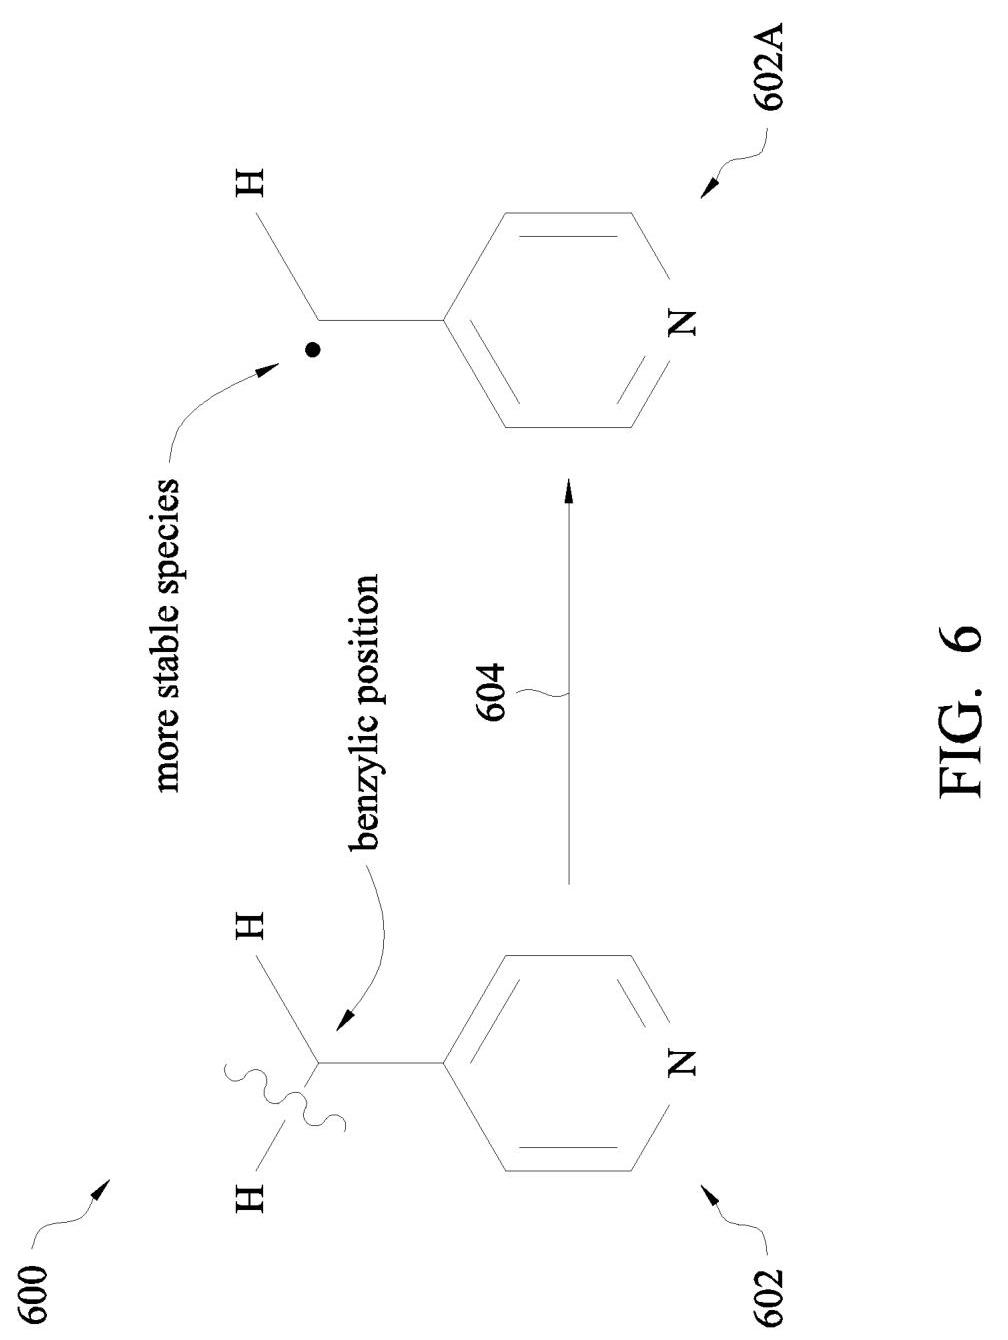 600
more stable species
H
H
H
benzylic position
604
N
N
602
602A
FIG. 6